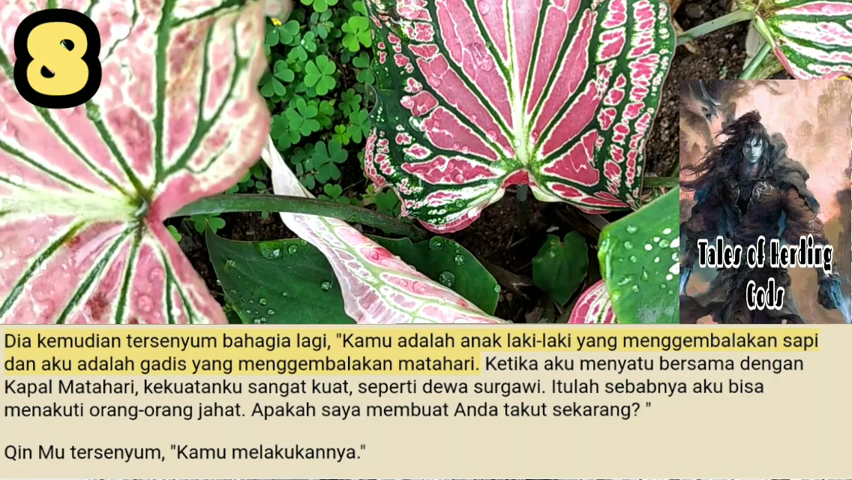 8
Tales of Herding
Gods
Dia kemudian tersenyum bahagia lagi, "Kamu adalah anak laki-laki yang menggembalakan sapi
dan aku adalah gadis yang menggembalakan matahari. Ketika aku menyatu bersama dengan
Kapal Matahari, kekuatanku sangat kuat, seperti dewa surgawi. Itulah sebabnya aku bisa
menakuti orang-orang jahat. Apakah saya membuat Anda takut sekarang? "
Qin Mu tersenyum, "Kamu melakukannya."